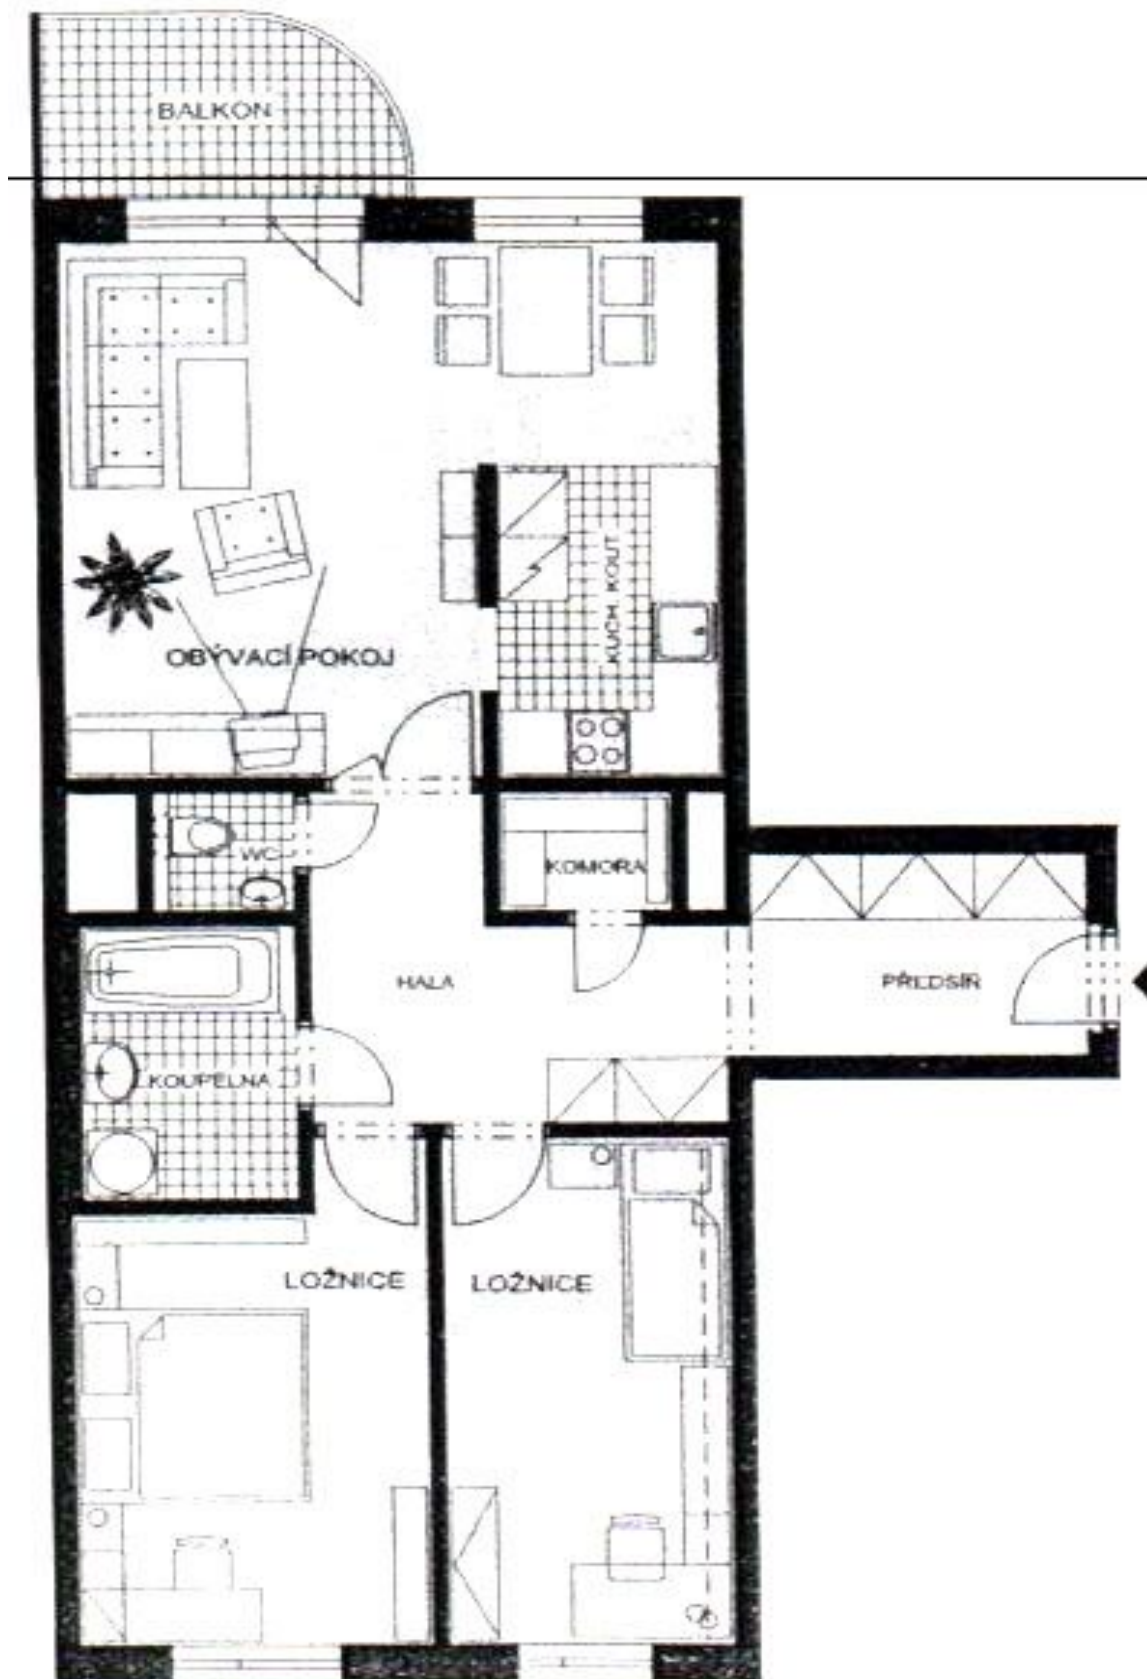 BALKON
KUCH. KOUT
OBÝVACÍ POKOJ
WC
KOMORA
HALA
PŘEDSÍŇ
KOUPELNA
LOŽNICE
LOŽNICE